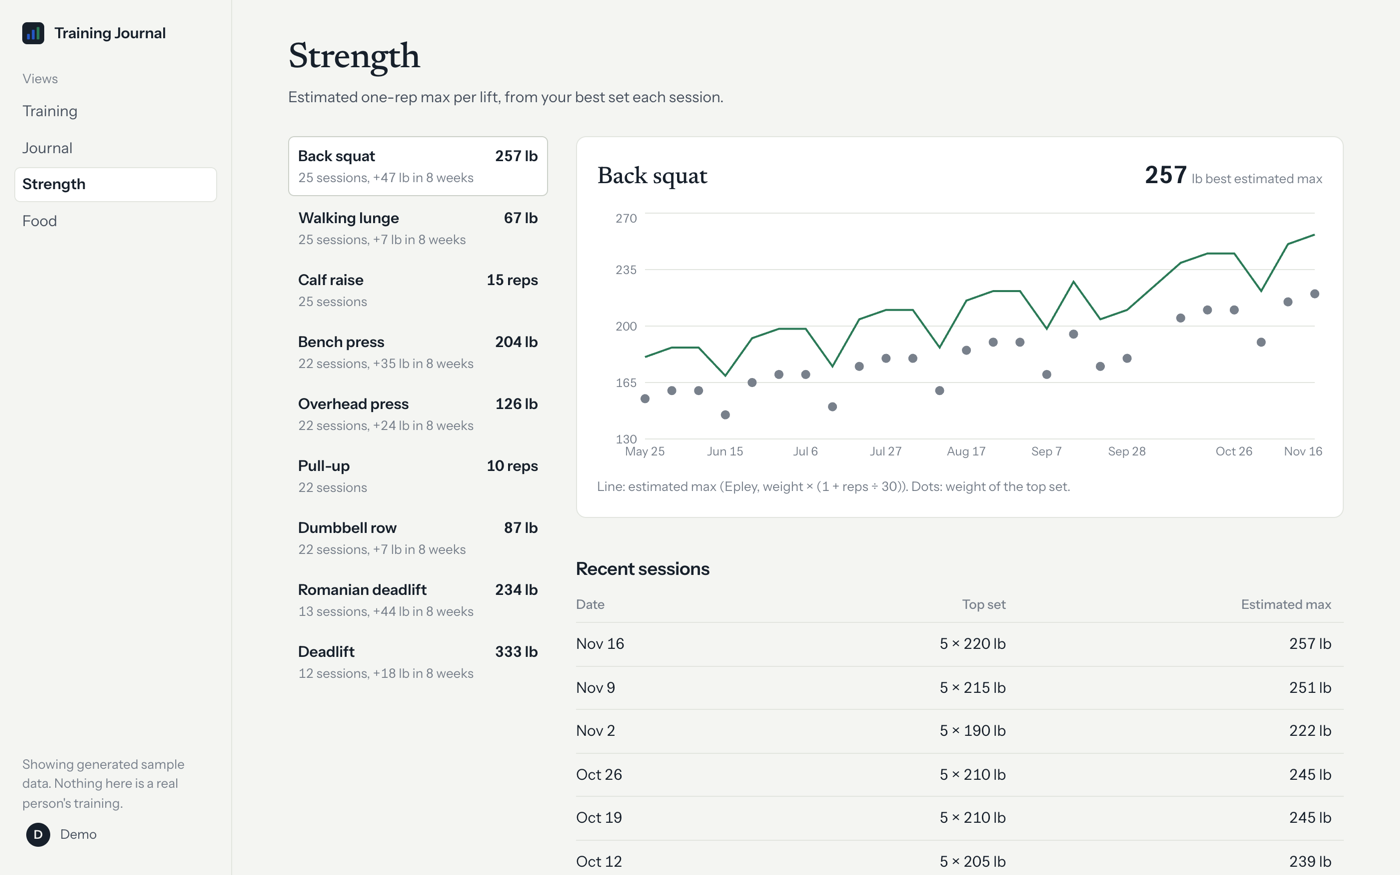 Training Journal
Views
Training
Journal
Strength
Food
Showing generated sample
data. Nothing here is a real
person's training.
D Demo
Strength
Estimated one-rep max per lift, from your best set each session.
Back squat 257 lb
25 sessions, +47 lb in 8 weeks
Walking lunge 67 lb
25 sessions, +7 lb in 8 weeks
Calf raise 15 reps
25 sessions
Bench press 204 lb
22 sessions, +35 lb in 8 weeks
Overhead press 126 lb
22 sessions, +24 lb in 8 weeks
Pull-up 10 reps
22 sessions
Dumbbell row 87 lb
22 sessions, +7 lb in 8 weeks
Romanian deadlift 234 lb
13 sessions, +44 lb in 8 weeks
Deadlift 333 lb
12 sessions, +18 lb in 8 weeks
Back squat 257 lb best estimated max
270
235
200
165
130
May 25 Jun 15 Jul 6 Jul 27 Aug 17 Sep 7 Sep 28 Oct 26 Nov 16
Line: estimated max (Epley, weight × (1 + reps ÷ 30)). Dots: weight of the top set.
Recent sessions
Date Top set Estimated max
Nov 16 5 × 220 lb 257 lb
Nov 9 5 × 215 lb 251 lb
Nov 2 5 × 190 lb 222 lb
Oct 26 5 × 210 lb 245 lb
Oct 19 5 × 210 lb 245 lb
Oct 12 5 × 205 lb 239 lb